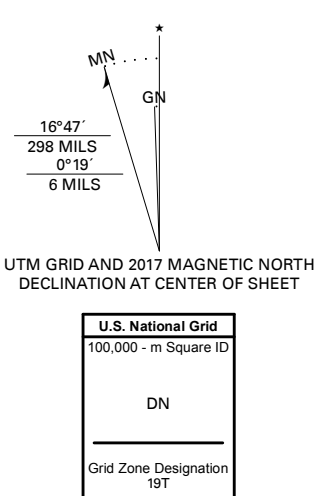 MN
GN
16°47´
298 MILS
0°19´
6 MILS
UTM GRID AND 2017 MAGNETIC NORTH
DECLINATION AT CENTER OF SHEET
U.S. National Grid
100,000 - m Square ID
DN
Grid Zone Designation
19T